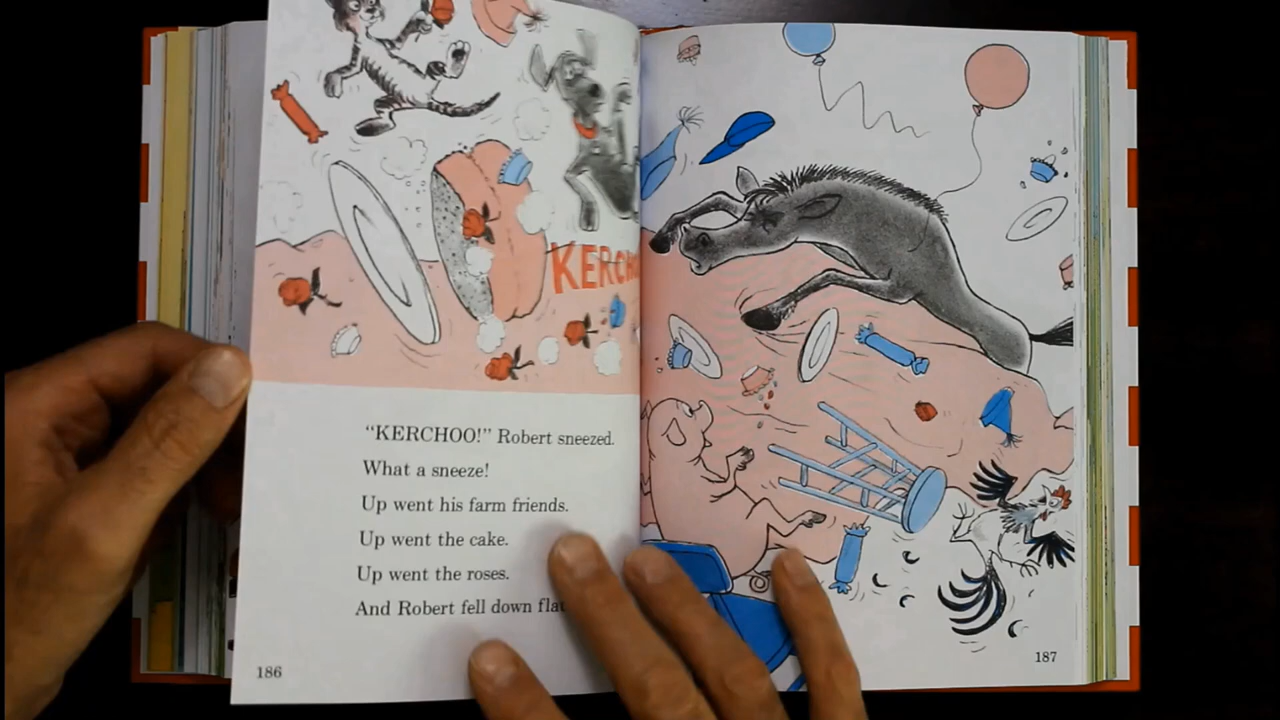 KERCHO
“KERCHOO!” Robert sneezed.
What a sneeze!
Up went his farm friends.
Up went the cake.
Up went the roses.
And Robert fell down
186
187